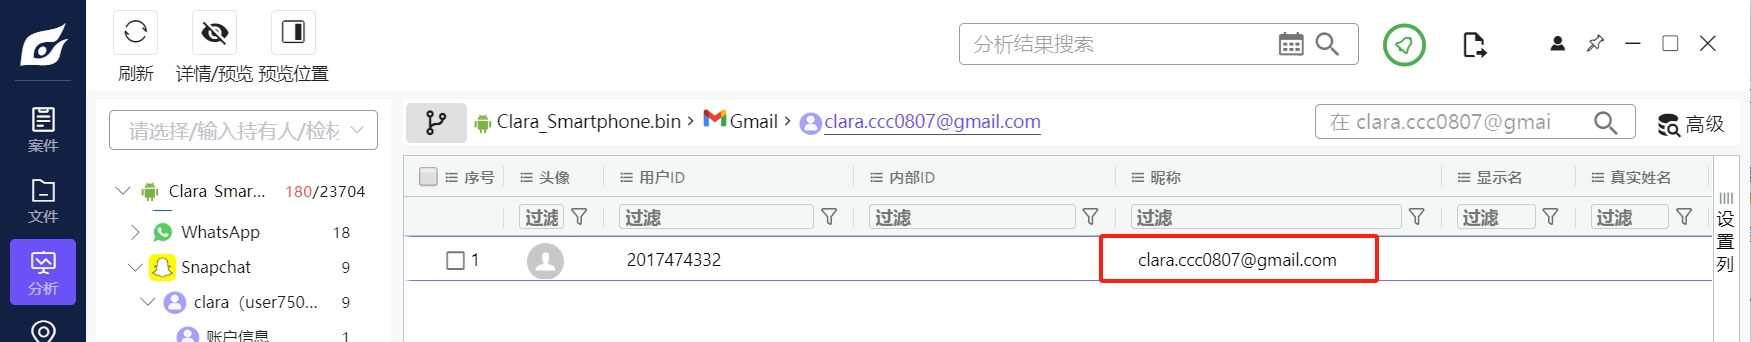 刷新
详情/预览
预览位置
分析结果搜索
案件
文件
分析
请选择/输入持有人/检材
Clara Smar... 180/23704
WhatsApp 18
Snapchat 9
clara（user750... 9
账户信息 1
Clara_Smartphone.bin › Gmail › clara.ccc0807@gmail.com
在 clara.ccc0807@gmai
高级
序号 头像 用户ID 内部ID 昵称 显示名 真实姓名
过滤 过滤 过滤 过滤 过滤 过滤
1 2017474332 clara.ccc0807@gmail.com
设置列